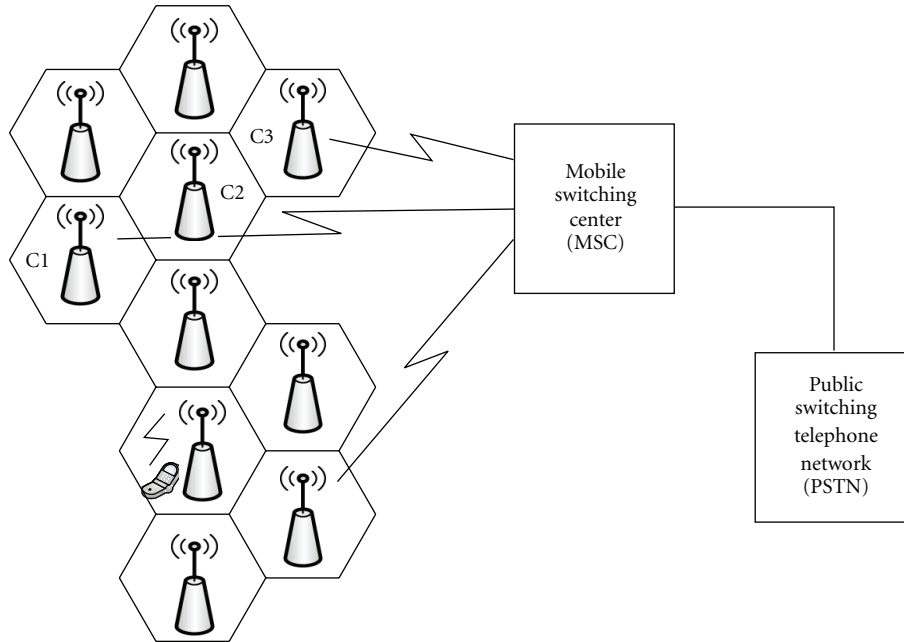 C3
C2
C1
Mobile
switching
center
(MSC)
Public
switching
telephone
network
(PSTN)